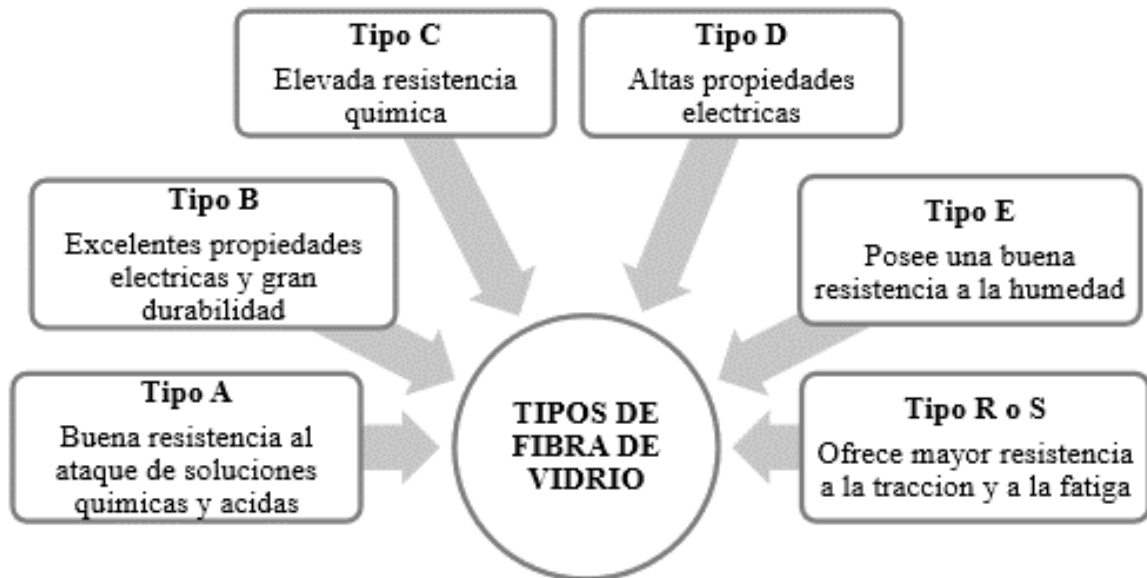 Tipo C
Elevada resistencia
quimica
Tipo D
Altas propiedades
electricas
Tipo B
Excelentes propiedades
electricas y gran
durabilidad
Tipo E
Posee una buena
resistencia a la humedad
Tipo A
Buena resistencia al
ataque de soluciones
quimicas y acidas
TIPOS DE
FIBRA DE
VIDRIO
Tipo R o S
Ofrece mayor resistencia
a la traccion y a la fatiga